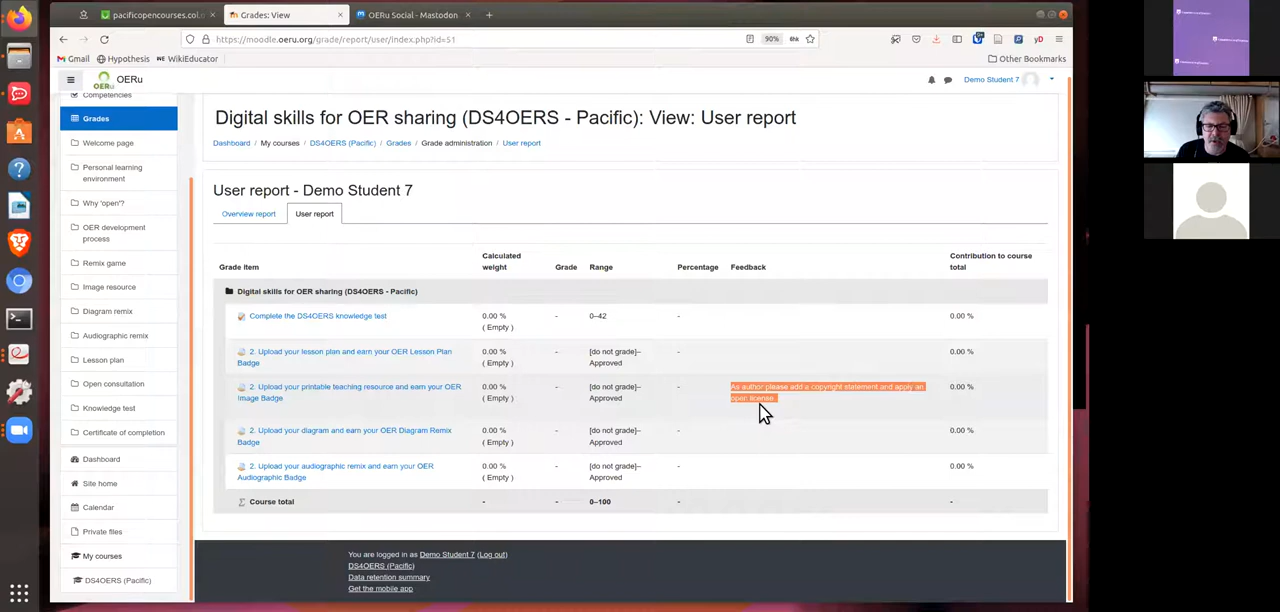 pacificopencourses.col.
Grades: View
OERu Social - Mastodon
https://moodle.oeru.org/grade/report/user/index.php?id=51
90%
Gmail
Hypothesis
WikiEducator
Other Bookmarks
OERu
OERu
Demo Student 7
Competencies
Grades
Welcome page
Personal learning
environment
Why 'open'?
OER development
process
Remix game
Image resource
Diagram remix
Audiographic remix
Lesson plan
Open consultation
Knowledge test
Certificate of completion
Dashboard
Site home
Calendar
Private files
My courses
DS4OERS (Pacific)
Digital skills for OER sharing (DS4OERS - Pacific): View: User report
Dashboard / My courses / DS4OERS (Pacific) / Grades / Grade administration / User report
User report - Demo Student 7
Overview report
User report
Grade item
Calculated
weight
Grade
Range
Percentage
Feedback
Contribution to course
total
Digital skills for OER sharing (DS4OERS - Pacific)
Complete the DS4OERS knowledge test
0.00 %
( Empty )
-
0–42
-
0.00 %
2. Upload your lesson plan and earn your OER Lesson Plan
Badge
0.00 %
( Empty )
-
[do not grade]–
Approved
-
0.00 %
2. Upload your printable teaching resource and earn your OER
Image Badge
0.00 %
( Empty )
-
[do not grade]–
Approved
-
As author please add a copyright statement and apply an
open license.
0.00 %
2. Upload your diagram and earn your OER Diagram Remix
Badge
0.00 %
( Empty )
-
[do not grade]–
Approved
-
0.00 %
2. Upload your audiographic remix and earn your OER
Audiographic Badge
0.00 %
( Empty )
-
[do not grade]–
Approved
-
0.00 %
Course total
-
-
0–100
-
You are logged in as Demo Student 7 (Log out)
DS4OERS (Pacific)
Data retention summary
Get the mobile app